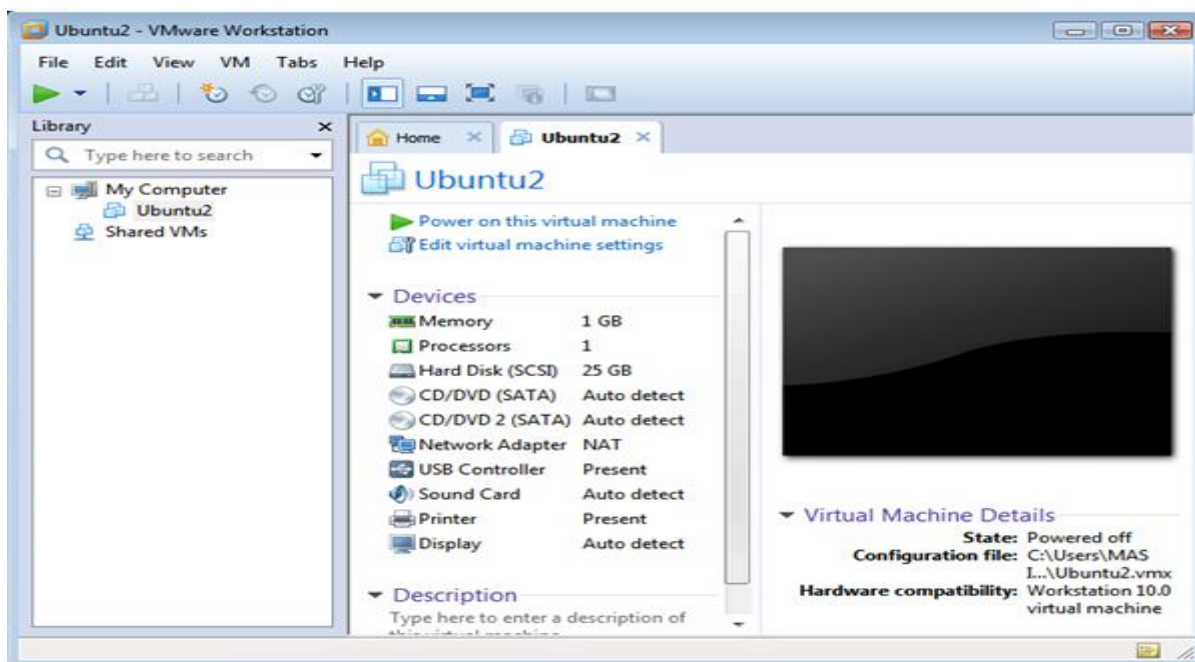 Ubuntu2 - VMware Workstation
File Edit View VM Tabs Help
Library
Type here to search
My Computer
Ubuntu2
Shared VMs
Home
Ubuntu2
Ubuntu2
Power on this virtual machine
Edit virtual machine settings
Devices
Memory 1 GB
Processors 1
Hard Disk (SCSI) 25 GB
CD/DVD (SATA) Auto detect
CD/DVD 2 (SATA) Auto detect
Network Adapter NAT
USB Controller Present
Sound Card Auto detect
Printer Present
Display Auto detect
Description
Type here to enter a description of
this virtual machine
Virtual Machine Details
State: Powered off
Configuration file: C:\Users\MAS
I...\Ubuntu2.vmx
Hardware compatibility: Workstation 10.0
virtual machine